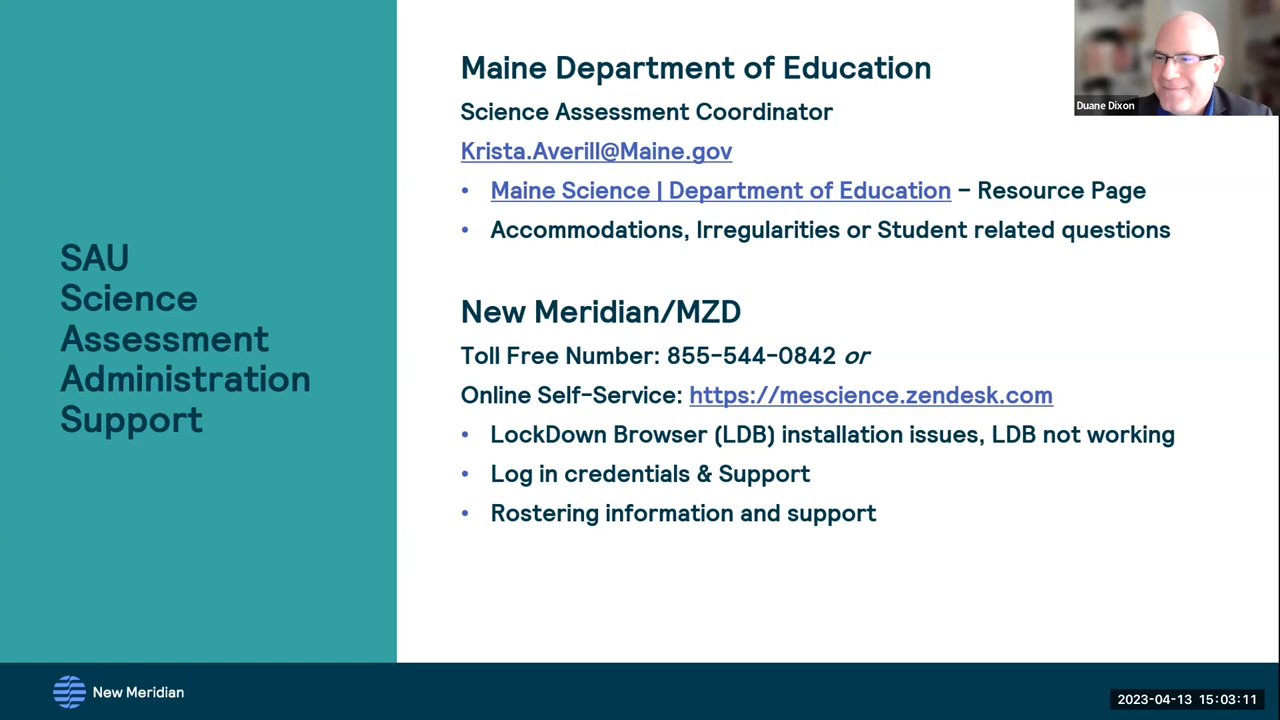 SAU
Science
Assessment
Administration
Support
Maine Department of Education
Science Assessment Coordinator
Krista.Averill@Maine.gov
• Maine Science | Department of Education – Resource Page
• Accommodations, Irregularities or Student related questions
New Meridian/MZD
Toll Free Number: 855-544-0842 or
Online Self-Service: https://mescience.zendesk.com
• LockDown Browser (LDB) installation issues, LDB not working
• Log in credentials & Support
• Rostering information and support
Duane Dixon
New Meridian
2023-04-13 15:03:11